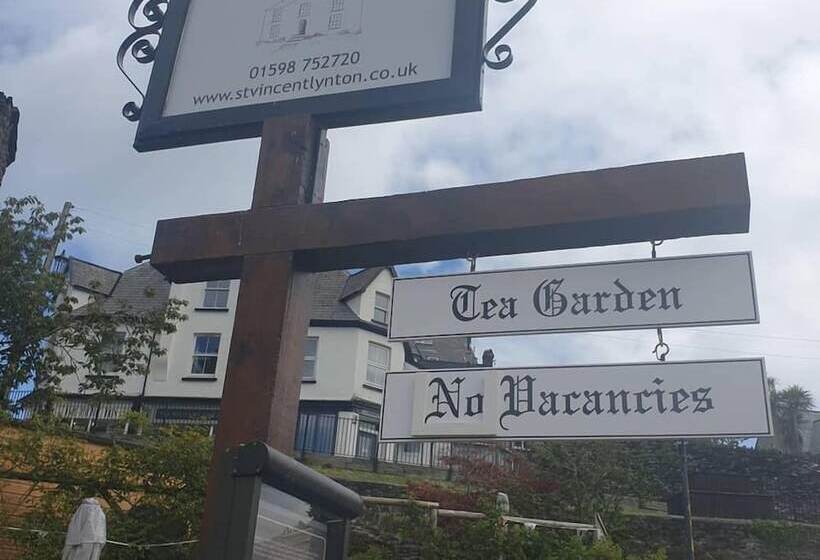 01598 752720
www.stvincentlynton.co.uk
Tea Garden
No Vacancies